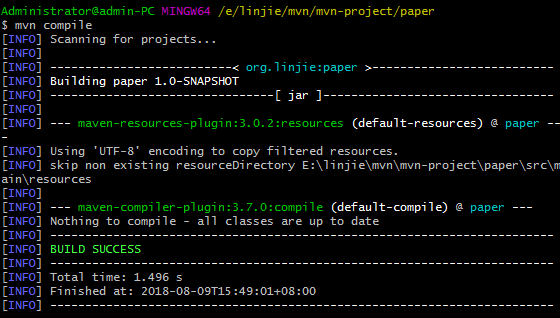 Administrator@admin-PC MINGW64 /e/linjie/mvn/mvn-project/paper
$ mvn compile
[INFO] Scanning for projects...
[INFO]
[INFO] --------------------------< org.linjie:paper >--------------------------
[INFO] Building paper 1.0-SNAPSHOT
[INFO] --------------------------------[ jar ]---------------------------------
[INFO]
[INFO] --- maven-resources-plugin:3.0.2:resources (default-resources) @ paper --
-
[INFO] Using 'UTF-8' encoding to copy filtered resources.
[INFO] skip non existing resourceDirectory E:\linjie\mvn\mvn-project\paper\src\m
ain\resources
[INFO]
[INFO] --- maven-compiler-plugin:3.7.0:compile (default-compile) @ paper ---
[INFO] Nothing to compile - all classes are up to date
[INFO] ------------------------------------------------------------------------
[INFO] BUILD SUCCESS
[INFO] ------------------------------------------------------------------------
[INFO] Total time: 1.496 s
[INFO] Finished at: 2018-08-09T15:49:01+08:00
[INFO] ------------------------------------------------------------------------